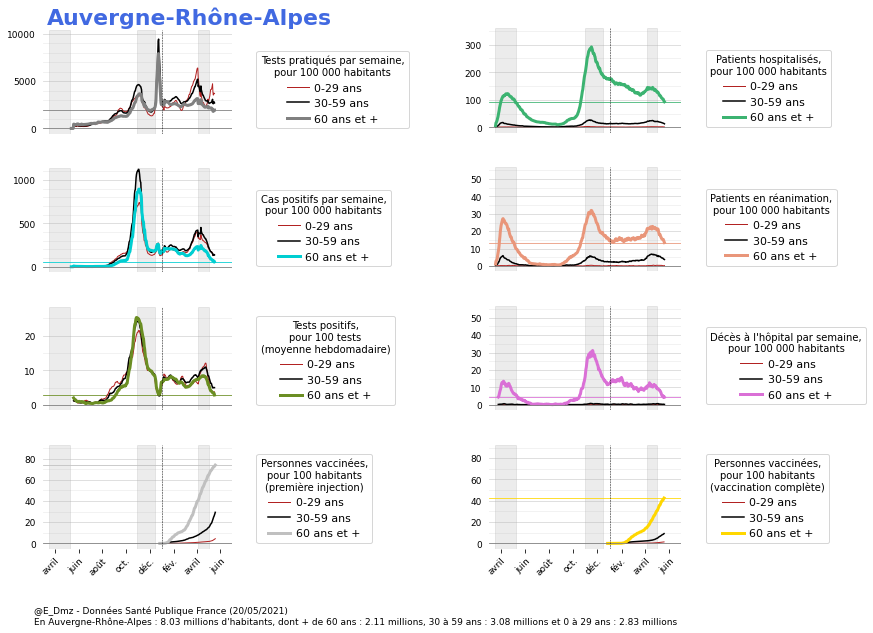 Auvergne-Rhône-Alpes
10000
5000
0
Tests pratiqués par semaine,
pour 100 000 habitants
0-29 ans
30-59 ans
60 ans et +
300
200
100
0
Patients hospitalisés,
pour 100 000 habitants
0-29 ans
30-59 ans
60 ans et +
1000
500
0
Cas positifs par semaine,
pour 100 000 habitants
0-29 ans
30-59 ans
60 ans et +
50
40
30
20
10
0
Patients en réanimation,
pour 100 000 habitants
0-29 ans
30-59 ans
60 ans et +
20
10
0
Tests positifs,
pour 100 tests
(moyenne hebdomadaire)
0-29 ans
30-59 ans
60 ans et +
50
40
30
20
10
0
Décès à l'hôpital par semaine,
pour 100 000 habitants
0-29 ans
30-59 ans
60 ans et +
80
60
40
20
0
avril
juin
août
oct.
déc.
fév.
avril
juin
Personnes vaccinées,
pour 100 habitants
(première injection)
0-29 ans
30-59 ans
60 ans et +
80
60
40
20
0
avril
juin
août
oct.
déc.
fév.
avril
juin
Personnes vaccinées,
pour 100 habitants
(vaccination complète)
0-29 ans
30-59 ans
60 ans et +
@E_Dmz - Données Santé Publique France (20/05/2021)
En Auvergne-Rhône-Alpes : 8.03 millions d'habitants, dont + de 60 ans : 2.11 millions, 30 à 59 ans : 3.08 millions et 0 à 29 ans : 2.83 millions